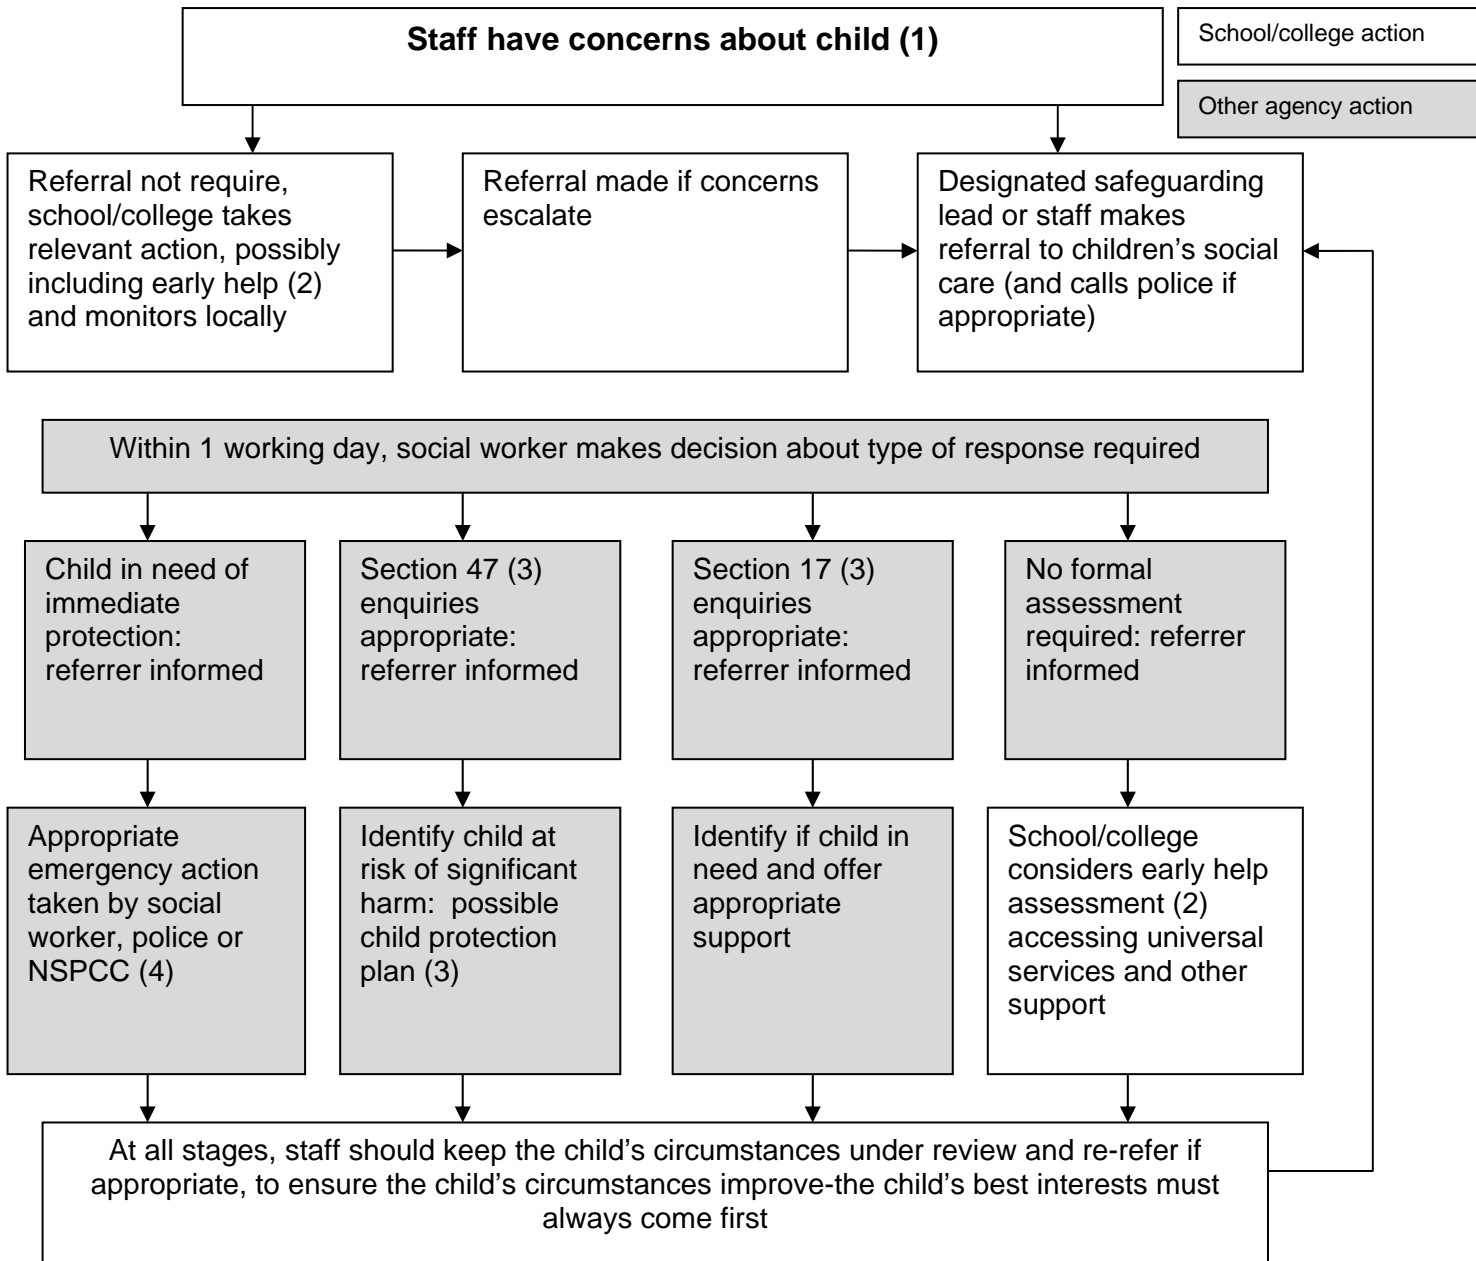 Staff have concerns about child (1)
School/college action
Other agency action
Referral not require,
school/college takes
relevant action, possibly
including early help (2)
and monitors locally
Referral made if concerns
escalate
Designated safeguarding
lead or staff makes
referral to children’s social
care (and calls police if
appropriate)
Within 1 working day, social worker makes decision about type of response required
Child in need of
immediate
protection:
referrer informed
Section 47 (3)
enquiries
appropriate:
referrer informed
Section 17 (3)
enquiries
appropriate:
referrer informed
No formal
assessment
required: referrer
informed
Appropriate
emergency action
taken by social
worker, police or
NSPCC (4)
Identify child at
risk of significant
harm: possible
child protection
plan (3)
Identify if child in
need and offer
appropriate
support
School/college
considers early help
assessment (2)
accessing universal
services and other
support
At all stages, staff should keep the child’s circumstances under review and re-refer if
appropriate, to ensure the child’s circumstances improve-the child’s best interests must
always come first